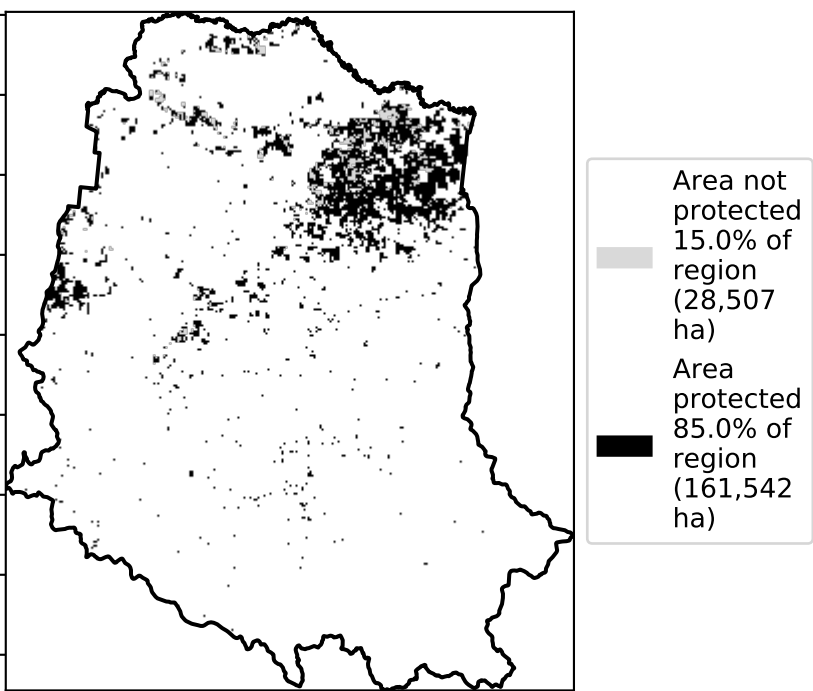 Area not
protected
15.0% of
region
(28,507
ha)
Area
protected
85.0% of
region
(161,542
ha)